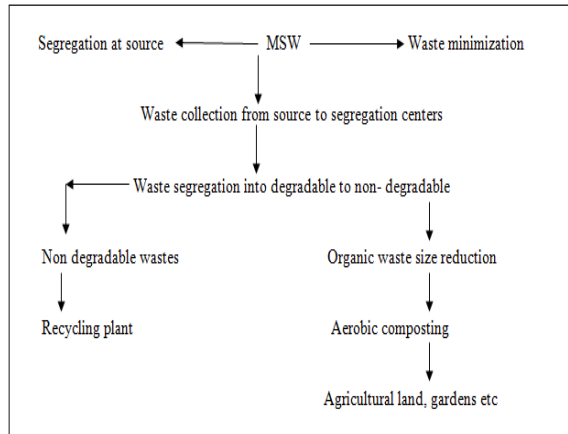 Segregation at source
MSW
Waste minimization
Waste collection from source to segregation centers
Waste segregation into degradable to non- degradable
Non degradable wastes
Organic waste size reduction
Recycling plant
Aerobic composting
Agricultural land, gardens etc